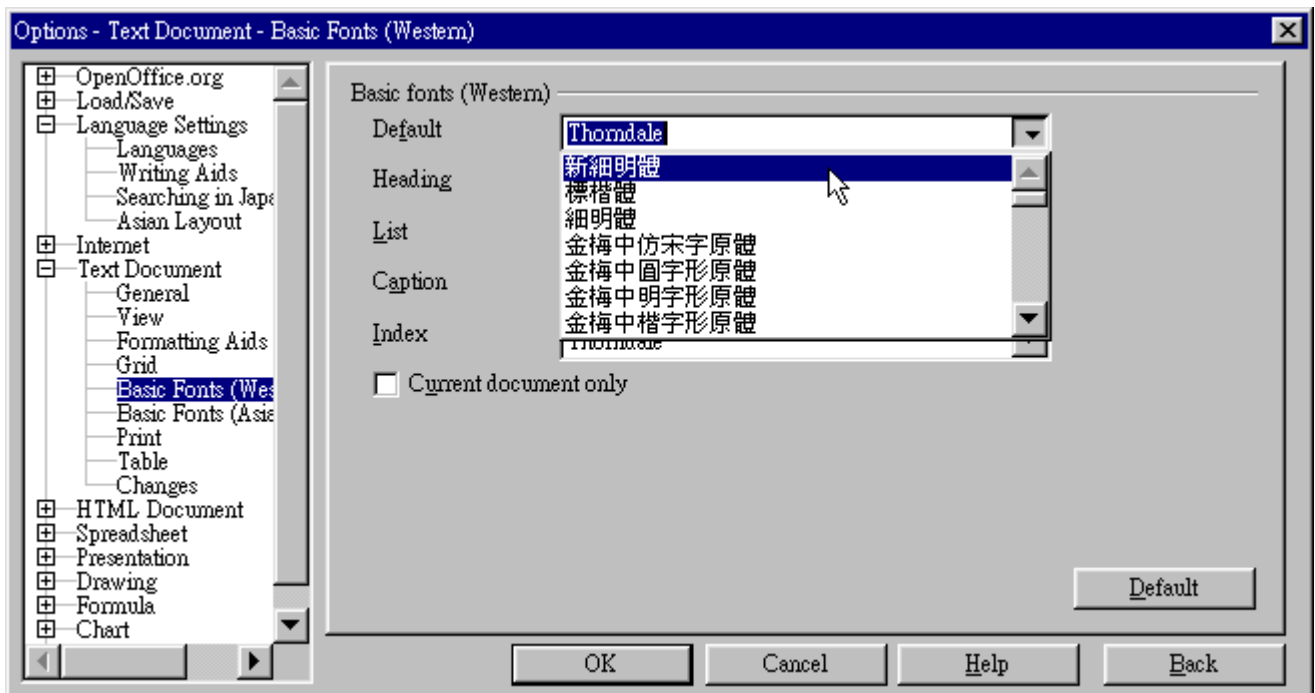 Options - Text Document - Basic Fonts (Western)
OpenOffice.org
Load/Save
Language Settings
Languages
Writing Aids
Searching in Japa
Asian Layout
Internet
Text Document
General
View
Formatting Aids
Grid
Basic Fonts (Wes
Basic Fonts (Asia
Print
Table
Changes
HTML Document
Spreadsheet
Presentation
Drawing
Formula
Chart
Basic fonts (Western)
Default
Thorndale
新細明體
標楷體
細明體
金梅中仿宋字原體
金梅中圓字形原體
金梅中明字形原體
金梅中楷字形原體
Heading
List
Caption
Index
Thorndale
Current document only
Default
OK
Cancel
Help
Back